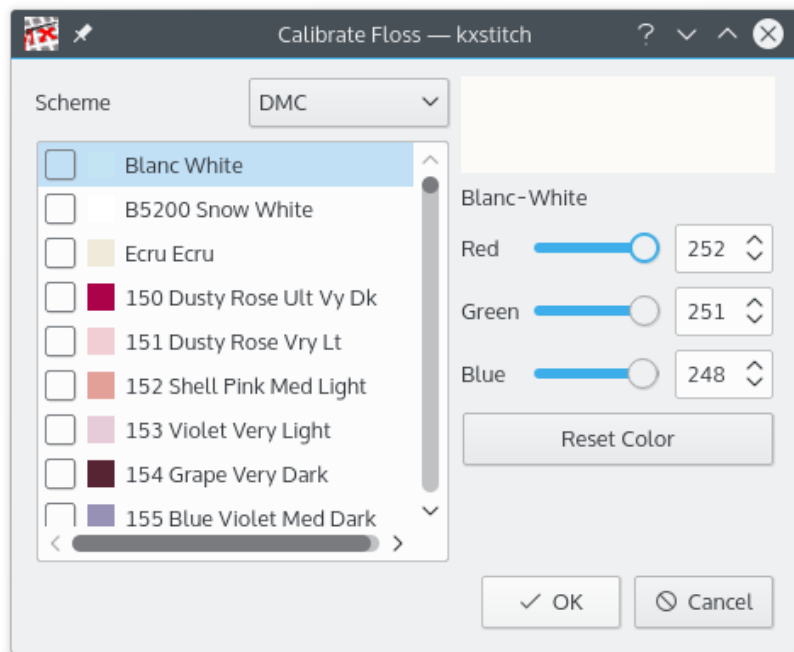 Calibrate Floss — kxstitch
Scheme
DMC
Blanc White
B5200 Snow White
Ecru Ecru
150 Dusty Rose Ult Vy Dk
151 Dusty Rose Vry Lt
152 Shell Pink Med Light
153 Violet Very Light
154 Grape Very Dark
155 Blue Violet Med Dark
Blanc-White
Red
252
Green
251
Blue
248
Reset Color
OK
Cancel